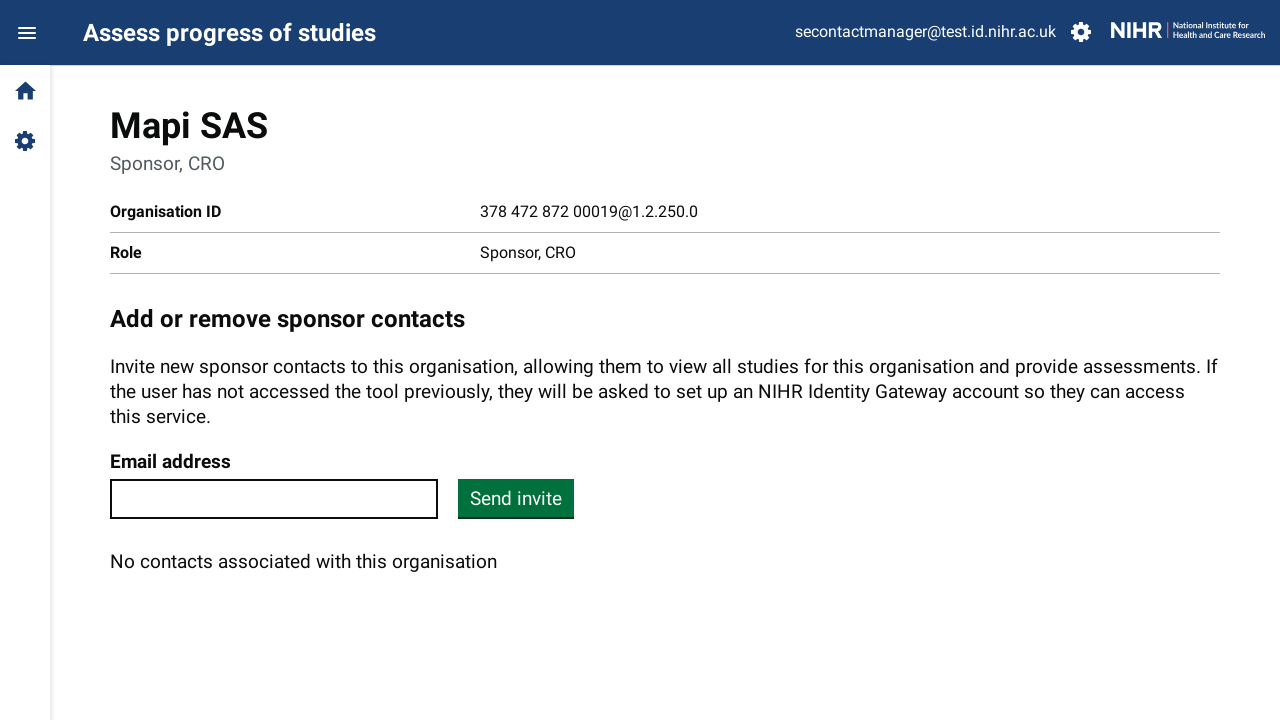 Assess progress of studies
secontactmanager@test.id.nihr.ac.uk
NIHR
National Institute for
Health and Care Research
Mapi SAS
Sponsor, CRO
Organisation ID 378 472 872 00019@1.2.250.0
Role Sponsor, CRO
Add or remove sponsor contacts
Invite new sponsor contacts to this organisation, allowing them to view all studies for this organisation and provide assessments. If
the user has not accessed the tool previously, they will be asked to set up an NIHR Identity Gateway account so they can access
this service.
Email address
Send invite
No contacts associated with this organisation